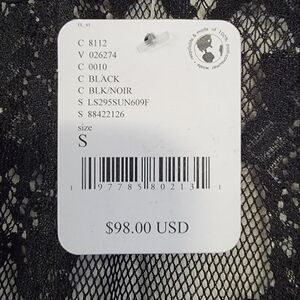 C 8112
V 026274
C 0010
C BLACK
C BLK/NOIR
S LS295SUN609F
S 88422126
size
S
1 97785 80213 1
$98.00 USD